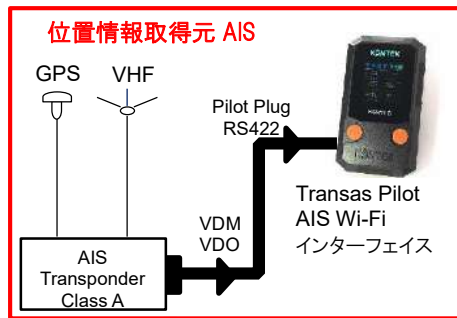 位置情報取得元 AIS
GPS
VHF
Pilot Plug
RS422
VDM
VDO
AIS
Transponder
Class A
Transas Pilot
AIS Wi-Fi
インターフェイス